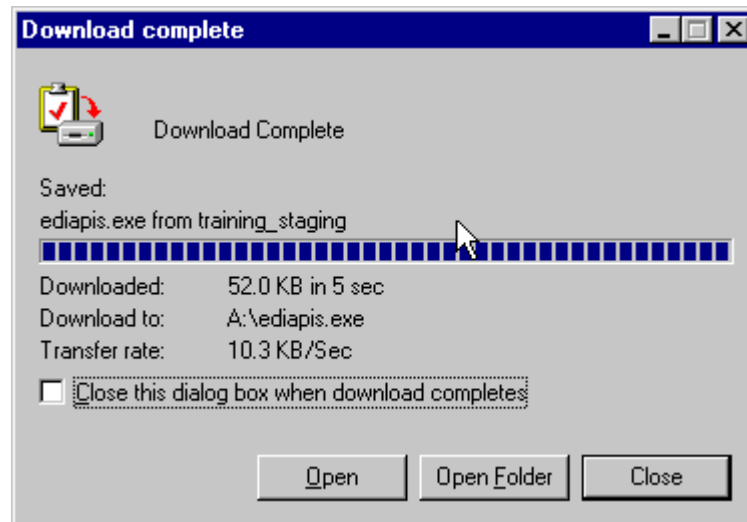 Download complete
Download Complete
Saved:
ediapis.exe from training_staging
Downloaded: 52.0 KB in 5 sec
Download to: A:\ediapis.exe
Transfer rate: 10.3 KB/Sec
Close this dialog box when download completes
Open Open Folder Close